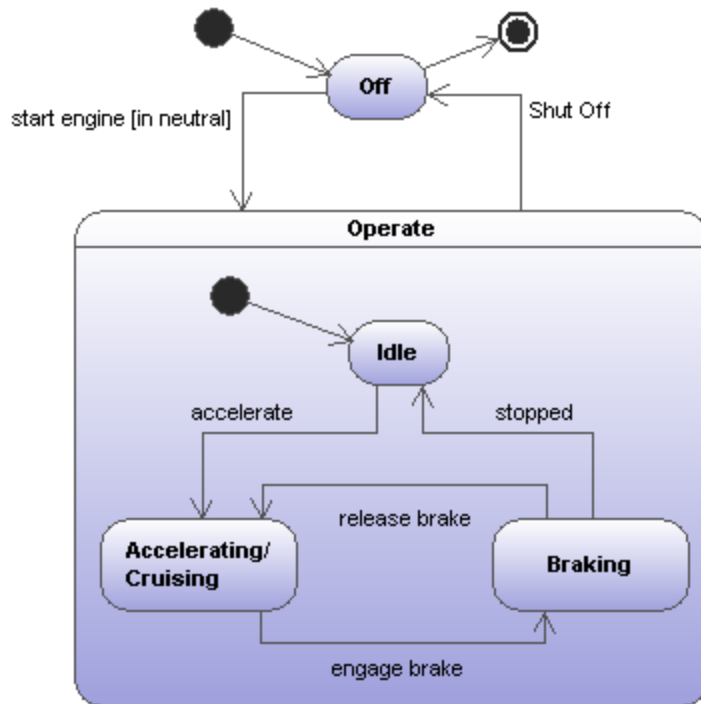 Off
start engine [in neutral]
Shut Off
Operate
Idle
accelerate
stopped
release brake
Accelerating/
Cruising
Braking
engage brake